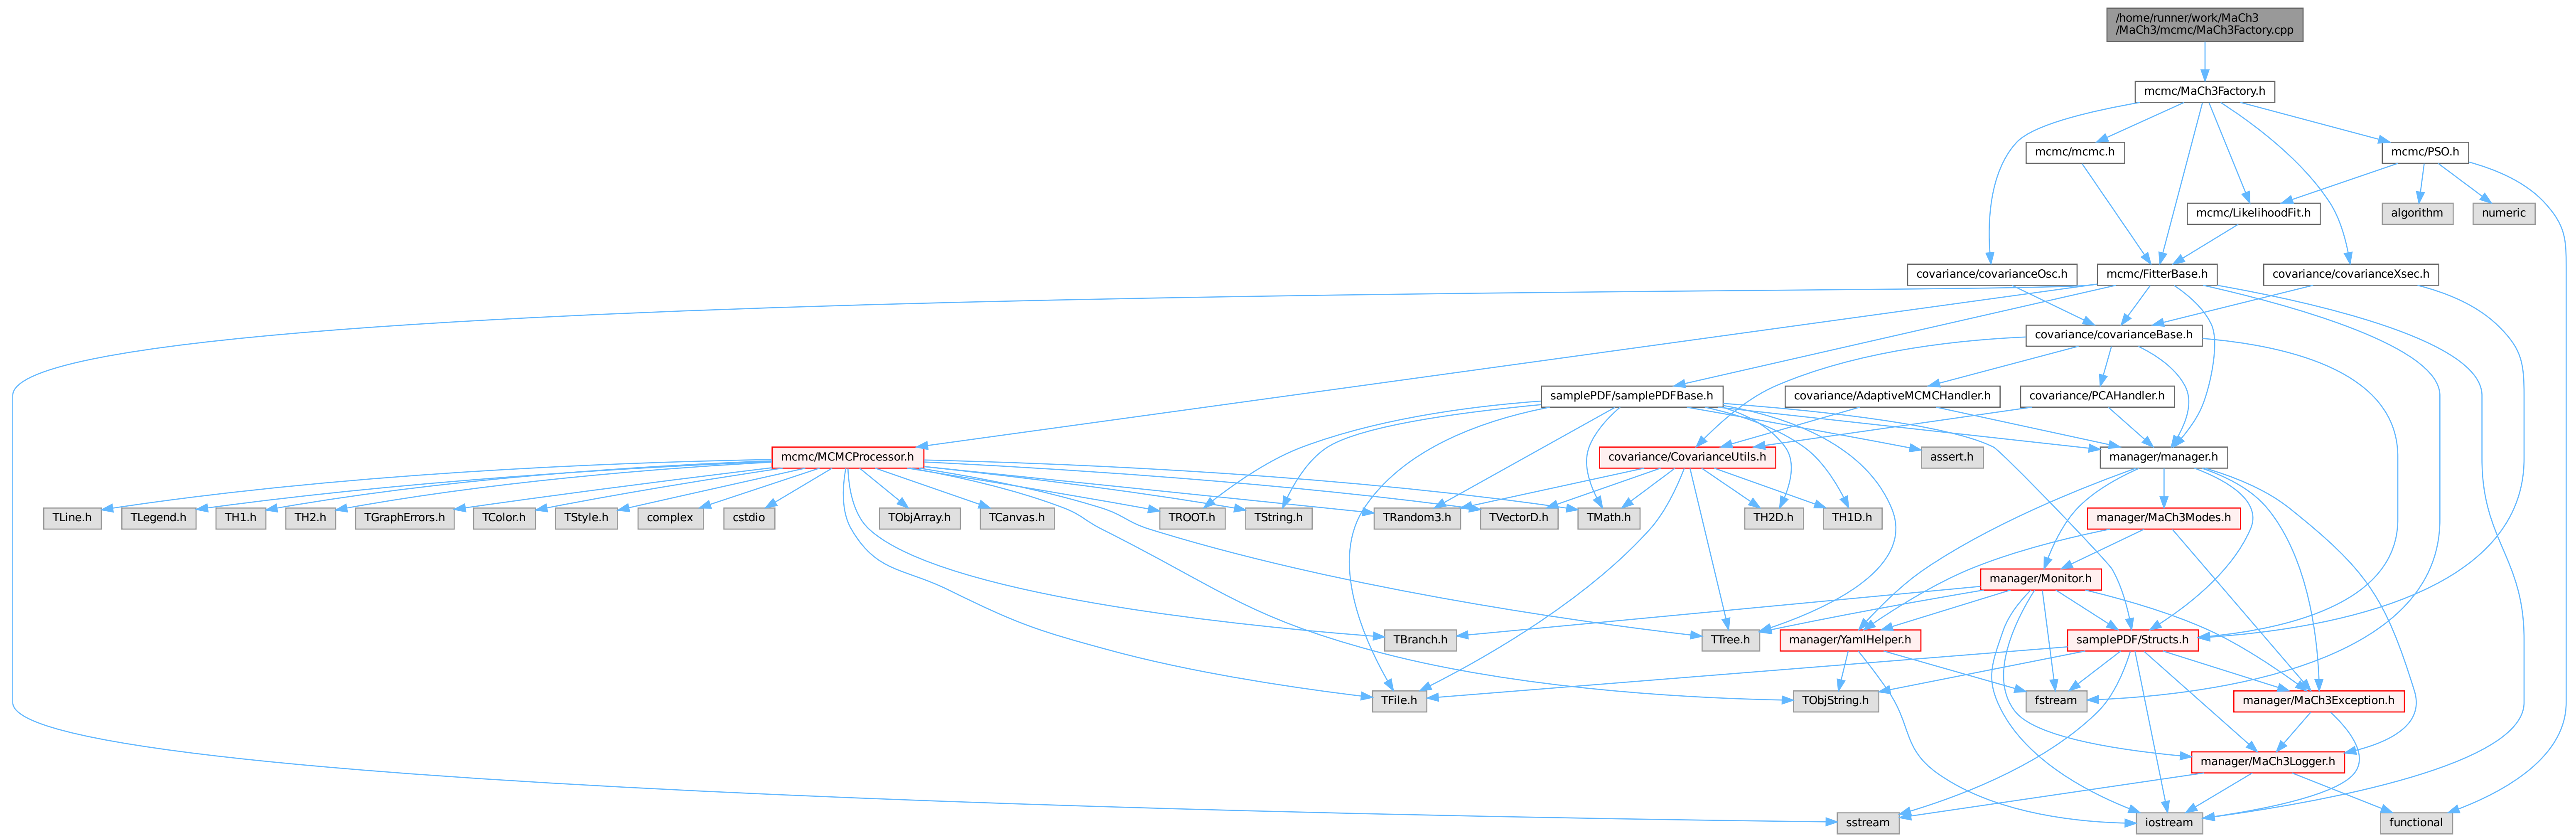 /home/runner/work/MaCh3
/MaCh3/mcmc/MaCh3Factory.cpp
mcmc/MaCh3Factory.h
mcmc/mcmc.h
mcmc/PSO.h
mcmc/LikelihoodFit.h
algorithm
numeric
covariance/covarianceOsc.h
mcmc/FitterBase.h
covariance/covarianceXsec.h
covariance/covarianceBase.h
samplePDF/samplePDFBase.h
covariance/AdaptiveMCMCHandler.h
covariance/PCAHandler.h
mcmc/MCMCProcessor.h
covariance/CovarianceUtils.h
assert.h
manager/manager.h
TLine.h
TLegend.h
TH1.h
TH2.h
TGraphErrors.h
TColor.h
TStyle.h
complex
cstdio
TObjArray.h
TCanvas.h
TROOT.h
TString.h
TRandom3.h
TVectorD.h
TMath.h
TH2D.h
TH1D.h
manager/MaCh3Modes.h
manager/Monitor.h
TBranch.h
TTree.h
manager/YamlHelper.h
samplePDF/Structs.h
TFile.h
TObjString.h
fstream
manager/MaCh3Exception.h
manager/MaCh3Logger.h
sstream
iostream
functional